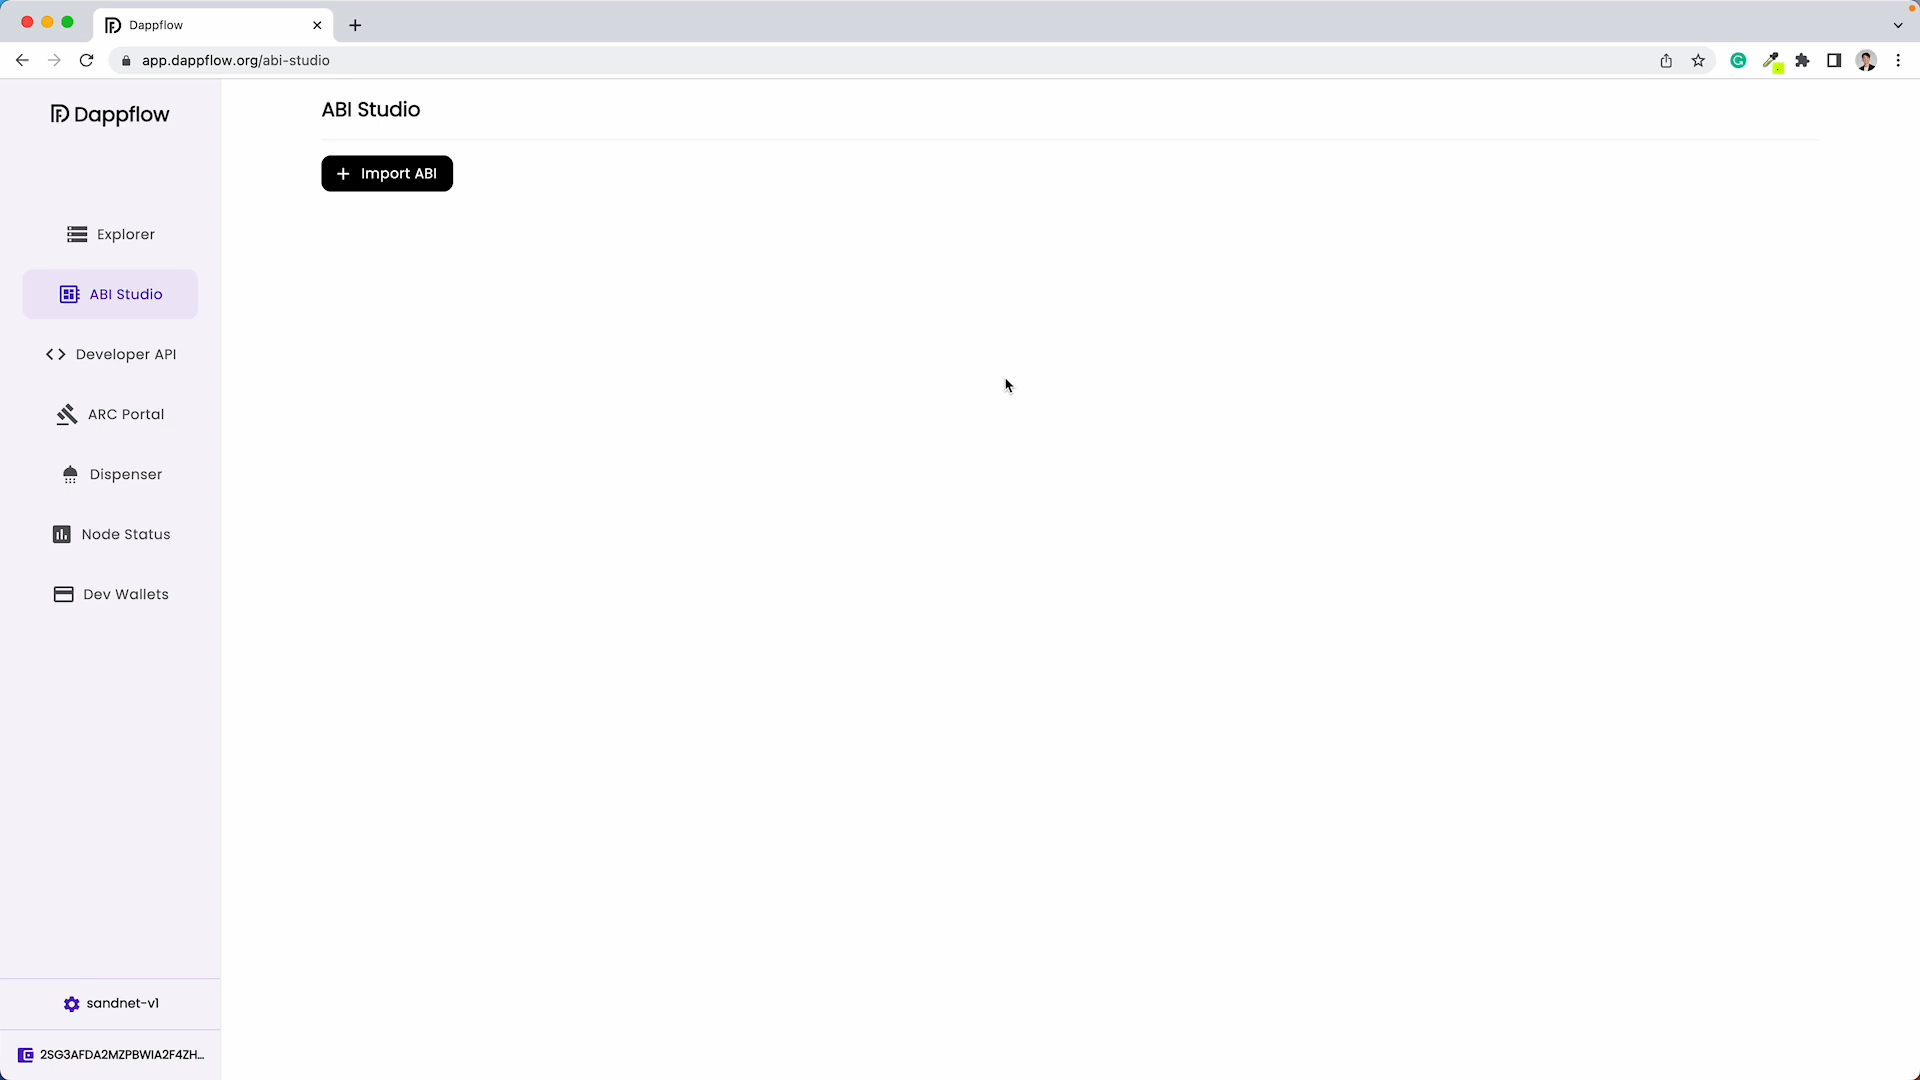 Dappflow
app.dappflow.org/abi-studio
Dappflow
ABI Studio
Import ABI
Explorer
ABI Studio
Developer API
ARC Portal
Dispenser
Node Status
Dev Wallets
sandnet-v1
2SG3AFDA2MZPBWIA2F4ZH...